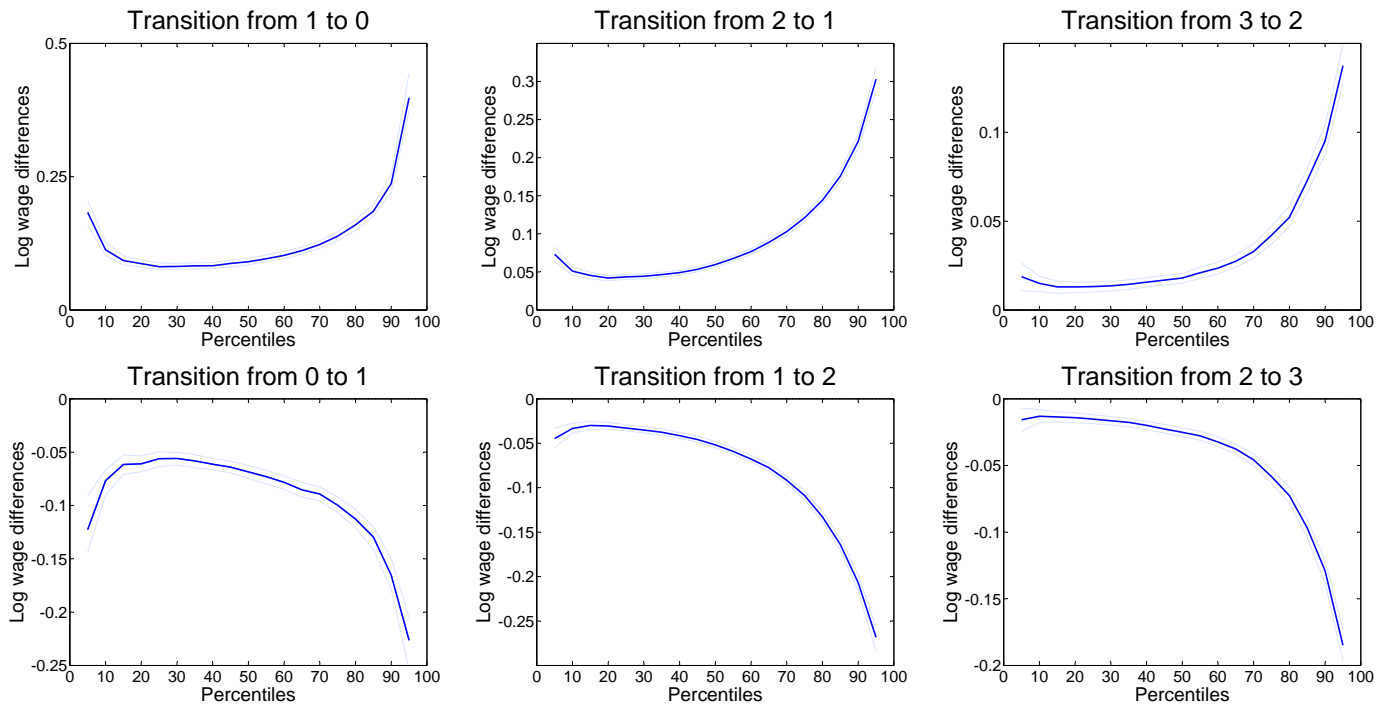 Transition from 1 to 0
Log wage differences
0.5
0.25
0
0 10 20 30 40 50 60 70 80 90 100
Percentiles
Transition from 2 to 1
Log wage differences
0.3
0.25
0.2
0.15
0.1
0.05
0
0 10 20 30 40 50 60 70 80 90 100
Percentiles
Transition from 3 to 2
Log wage differences
0.1
0.05
0
0 10 20 30 40 50 60 70 80 90 100
Percentiles
Transition from 0 to 1
Log wage differences
0
-0.05
-0.1
-0.15
-0.2
-0.25
0 10 20 30 40 50 60 70 80 90 100
Percentiles
Transition from 1 to 2
Log wage differences
0
-0.05
-0.1
-0.15
-0.2
-0.25
0 10 20 30 40 50 60 70 80 90 100
Percentiles
Transition from 2 to 3
Log wage differences
0
-0.05
-0.1
-0.15
-0.2
0 10 20 30 40 50 60 70 80 90 100
Percentiles